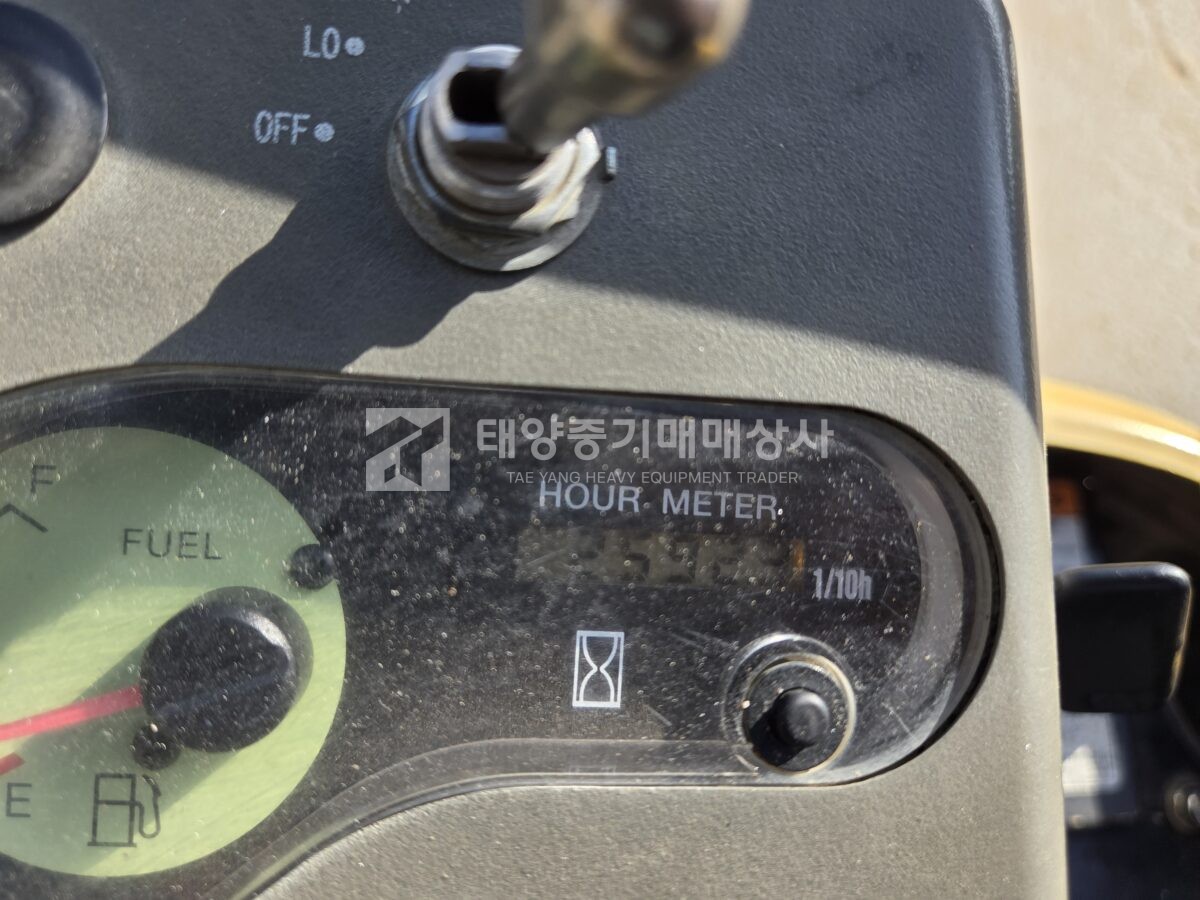 LO
OFF
태양중기매매상사
TAE YANG HEAVY EQUIPMENT TRADER
HOUR METER
1/10h
F
FUEL
E